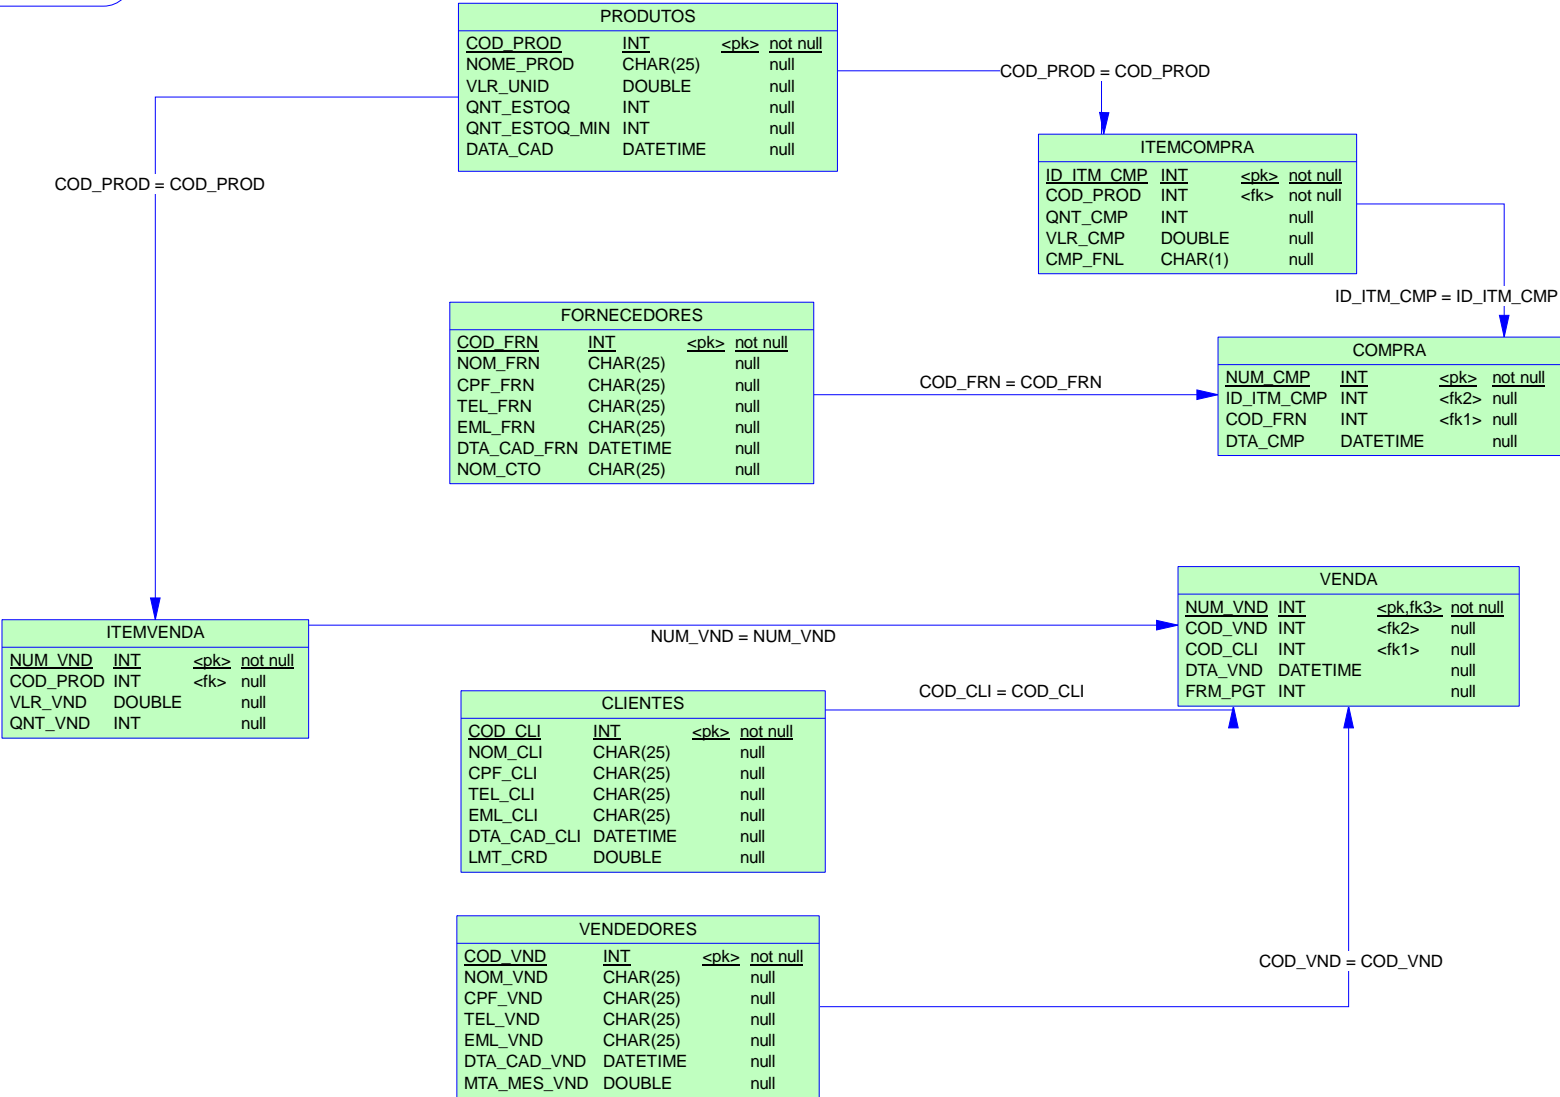 PRODUTOS
COD_PROD INT <pk> not null
NOME_PROD CHAR(25) null
VLR_UNID DOUBLE null
QNT_ESTOQ INT null
QNT_ESTOQ_MIN INT null
DATA_CAD DATETIME null
COD_PROD = COD_PROD
ITEMCOMPRA
ID_ITM_CMP INT <pk> not null
COD_PROD INT <fk> not null
QNT_CMP INT null
VLR_CMP DOUBLE null
CMP_FNL CHAR(1) null
COD_PROD = COD_PROD
ID_ITM_CMP = ID_ITM_CMP
FORNECEDORES
COD_FRN INT <pk> not null
NOM_FRN CHAR(25) null
CPF_FRN CHAR(25) null
TEL_FRN CHAR(25) null
EML_FRN CHAR(25) null
DTA_CAD_FRN DATETIME null
NOM_CTO CHAR(25) null
COD_FRN = COD_FRN
COMPRA
NUM_CMP INT <pk> not null
ID_ITM_CMP INT <fk2> null
COD_FRN INT <fk1> null
DTA_CMP DATETIME null
VENDA
NUM_VND INT <pk,fk3> not null
COD_VND INT <fk2> null
COD_CLI INT <fk1> null
DTA_VND DATETIME null
FRM_PGT INT null
ITEMVENDA
NUM_VND INT <pk> not null
COD_PROD INT <fk> null
VLR_VND DOUBLE null
QNT_VND INT null
NUM_VND = NUM_VND
COD_CLI = COD_CLI
CLIENTES
COD_CLI INT <pk> not null
NOM_CLI CHAR(25) null
CPF_CLI CHAR(25) null
TEL_CLI CHAR(25) null
EML_CLI CHAR(25) null
DTA_CAD_CLI DATETIME null
LMT_CRD DOUBLE null
VENDEDORES
COD_VND INT <pk> not null
NOM_VND CHAR(25) null
CPF_VND CHAR(25) null
TEL_VND CHAR(25) null
EML_VND CHAR(25) null
DTA_CAD_VND DATETIME null
MTA_MES_VND DOUBLE null
COD_VND = COD_VND